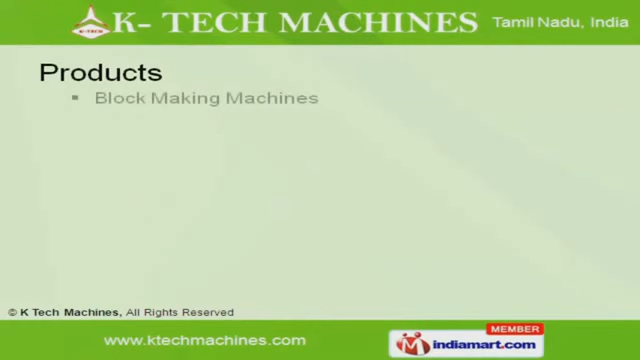 K-TECH
K- TECH MACHINES
Tamil Nadu, India
Products
▪ Block Making Machines
© K Tech Machines, All Rights Reserved
www.ktechmachines.com
MEMBER
indiamart.com